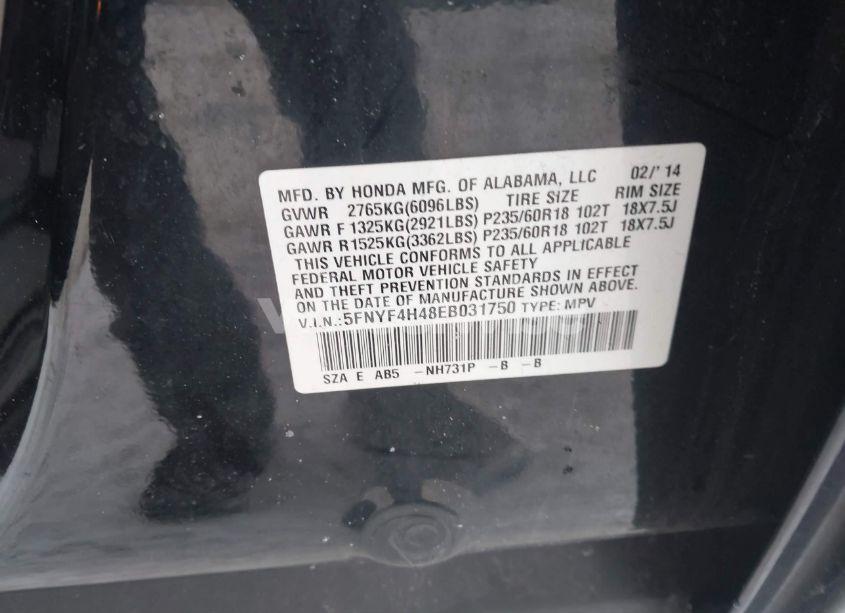 MFD. BY HONDA MFG. OF ALABAMA, LLC 02/' 14
GVWR 2765KG(6096LBS) TIRE SIZE RIM SIZE
GAWR F 1325KG(2921LBS) P235/60R18 102T 18X7.5J
GAWR R1525KG(3362LBS) P235/60R18 102T 18X7.5J
THIS VEHICLE CONFORMS TO ALL APPLICABLE
FEDERAL MOTOR VEHICLE SAFETY
AND THEFT PREVENTION STANDARDS IN EFFECT
ON THE DATE OF MANUFACTURE SHOWN ABOVE.
V.I.N.:5FNYF4H48EB031750 TYPE: MPV
SZA E AB5 -NH731P -B -B